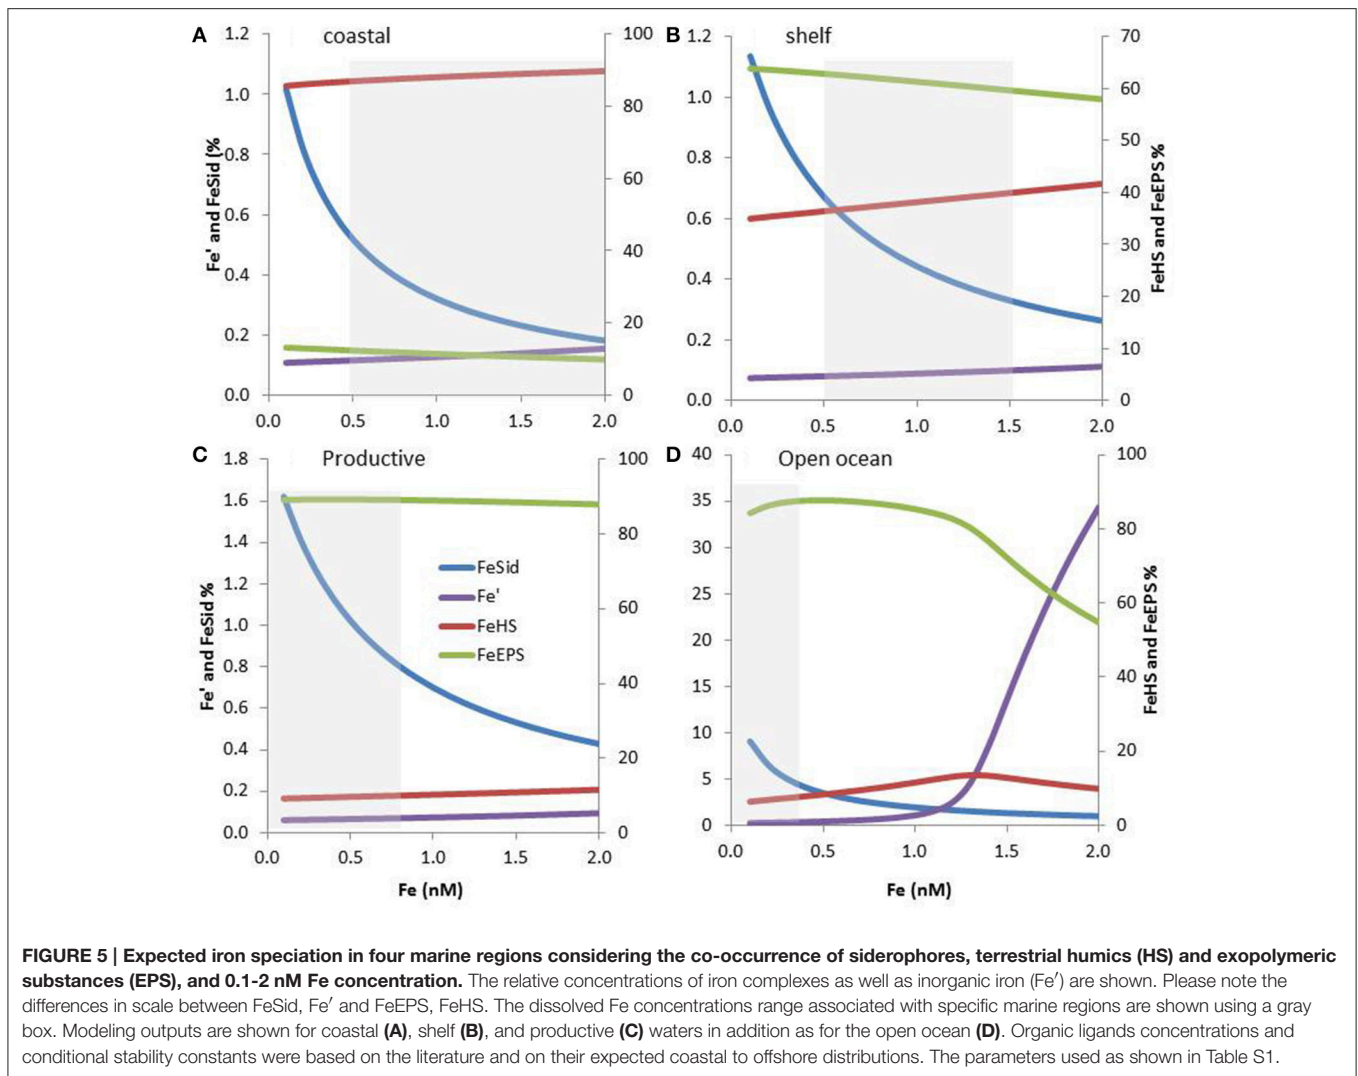 A
coastal
1.2
1.0
0.8
0.6
0.4
0.2
0.0
100
80
60
40
20
0
0.0 0.5 1.0 1.5 2.0
Fe' and FeSid (%
B
shelf
1.2
1.0
0.8
0.6
0.4
0.2
0.0
70
60
50
40
30
20
10
0
0.0 0.5 1.0 1.5 2.0
FeHS and FeEPS %
C
Productive
1.8
1.6
1.4
1.2
1.0
0.8
0.6
0.4
0.2
0.0
100
80
60
40
20
0
0.0 0.5 1.0 1.5 2.0
Fe' and FeSid %
Fe (nM)
FeSid
Fe'
FeHS
FeEPS
D
Open ocean
40
35
30
25
20
15
10
5
0
100
80
60
40
20
0
0.0 0.5 1.0 1.5 2.0
FeHS and FeEPS %
Fe (nM)
FIGURE 5 | Expected iron speciation in four marine regions considering the co-occurrence of siderophores, terrestrial humics (HS) and exopolymeric
substances (EPS), and 0.1-2 nM Fe concentration. The relative concentrations of iron complexes as well as inorganic iron (Fe′) are shown. Please note the
differences in scale between FeSid, Fe′ and FeEPS, FeHS. The dissolved Fe concentrations range associated with specific marine regions are shown using a gray
box. Modeling outputs are shown for coastal (A), shelf (B), and productive (C) waters in addition as for the open ocean (D). Organic ligands concentrations and
conditional stability constants were based on the literature and on their expected coastal to offshore distributions. The parameters used as shown in Table S1.